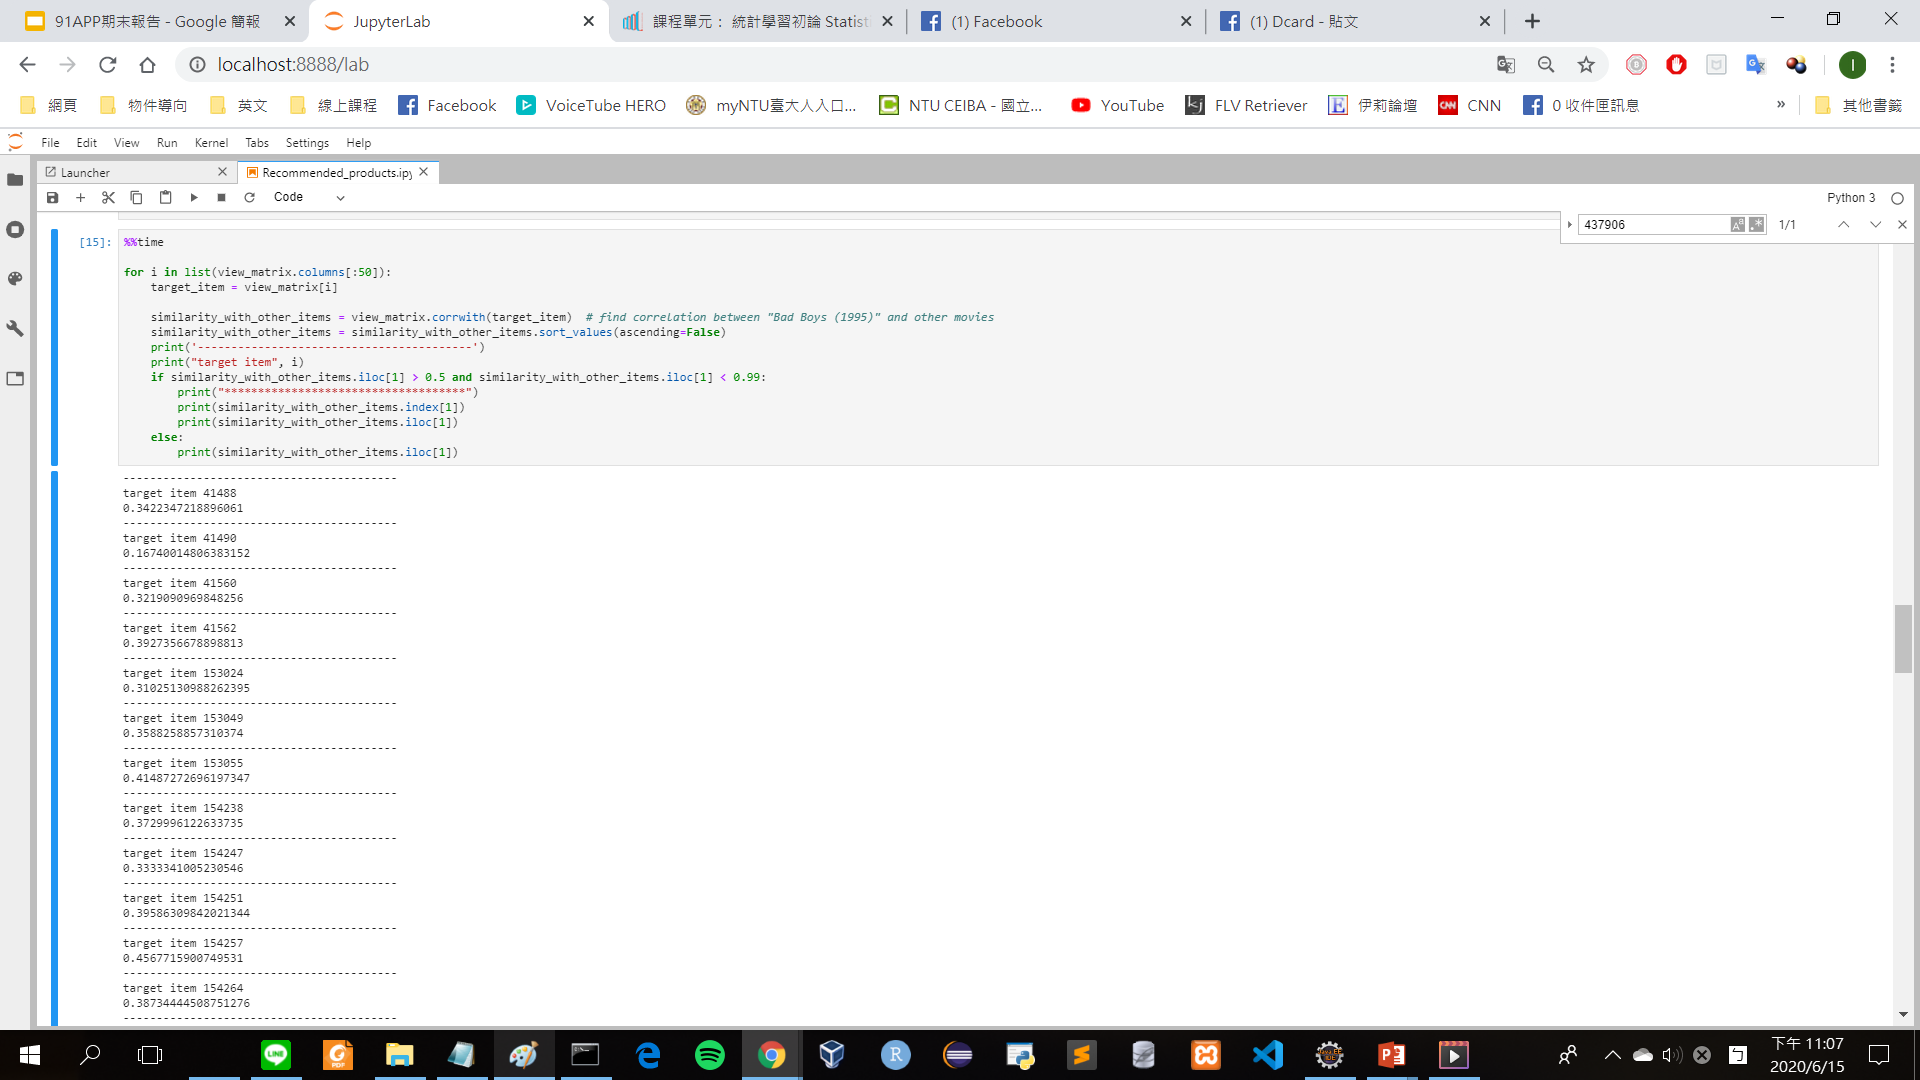 91APP期末報告 - Google 簡報
JupyterLab
課程單元： 統計學習初論 Statisti
(1) Facebook
(1) Dcard - 貼文
localhost:8888/lab
網頁
物件導向
英文
線上課程
Facebook
VoiceTube HERO
myNTU臺大人入口...
NTU CEIBA - 國立...
YouTube
FLV Retriever
伊莉論壇
CNN
0 收件匣訊息
»
其他書籤
File Edit View Run Kernel Tabs Settings Help
Launcher
Recommended_products.ipy
Code
Python 3
437906
1/1
[15]:
%%time
for i in list(view_matrix.columns[:50]):
    target_item = view_matrix[i]
    similarity_with_other_items = view_matrix.corrwith(target_item)  # find correlation between "Bad Boys (1995)" and other movies
    similarity_with_other_items = similarity_with_other_items.sort_values(ascending=False)
    print('-----------------------------------------')
    print("target item", i)
    if similarity_with_other_items.iloc[1] > 0.5 and similarity_with_other_items.iloc[1] < 0.99:
        print("************************************")
        print(similarity_with_other_items.index[1])
        print(similarity_with_other_items.iloc[1])
    else:
        print(similarity_with_other_items.iloc[1])
-----------------------------------------
target item 41488
0.3422347218896061
-----------------------------------------
target item 41490
0.16740014806383152
-----------------------------------------
target item 41560
0.3219090969848256
-----------------------------------------
target item 41562
0.3927356678898813
-----------------------------------------
target item 153024
0.31025130988262395
-----------------------------------------
target item 153049
0.3588258857310374
-----------------------------------------
target item 153055
0.41487272696197347
-----------------------------------------
target item 154238
0.3729996122633735
-----------------------------------------
target item 154247
0.3333341005230546
-----------------------------------------
target item 154251
0.39586309842021344
-----------------------------------------
target item 154257
0.4567715900749531
-----------------------------------------
target item 154264
0.38734444508751276
-----------------------------------------
下午 11:07
2020/6/15